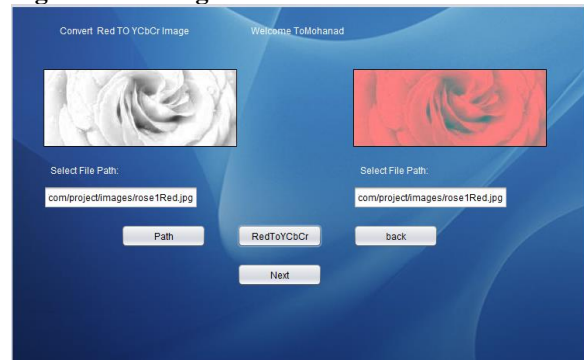 Convert Red TO YCbCr Image
Welcome ToMohanad
Select File Path:
Select File Path:
com/project/images/rose1Red.jpg
com/project/images/rose1Red.jpg
Path
RedToYCbCr
back
Next